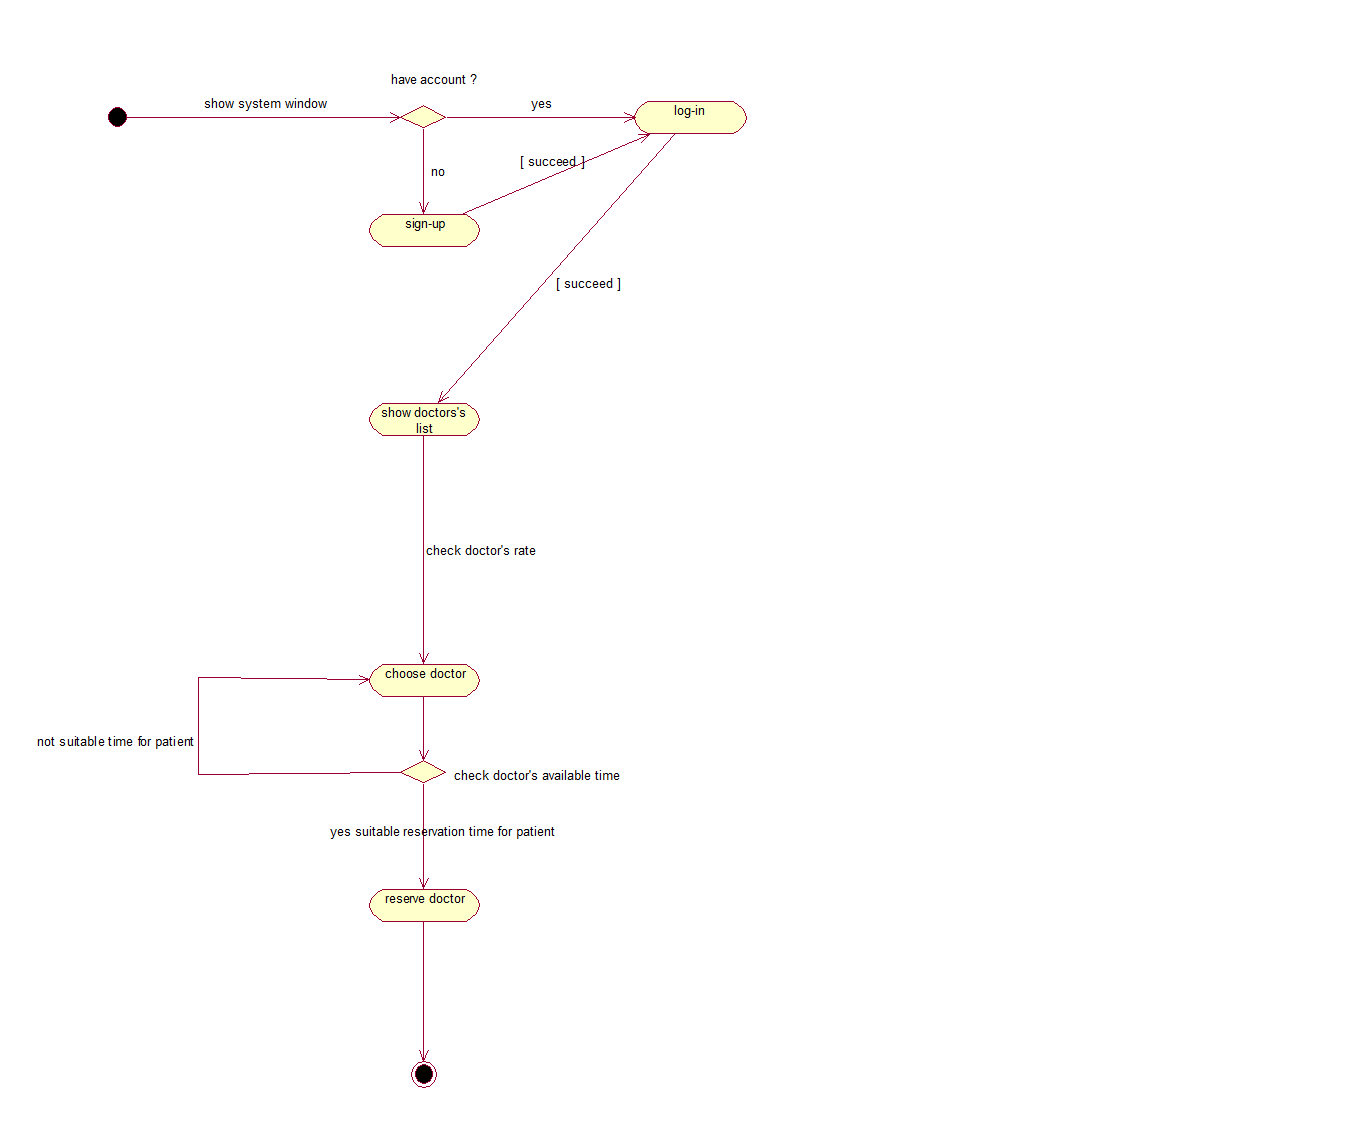 have account ?
show system window
yes
log-in
[ succeed ]
no
sign-up
[ succeed ]
show doctors's
list
check doctor's rate
choose doctor
not suitable time for patient
check doctor's available time
yes suitable reservation time for patient
reserve doctor